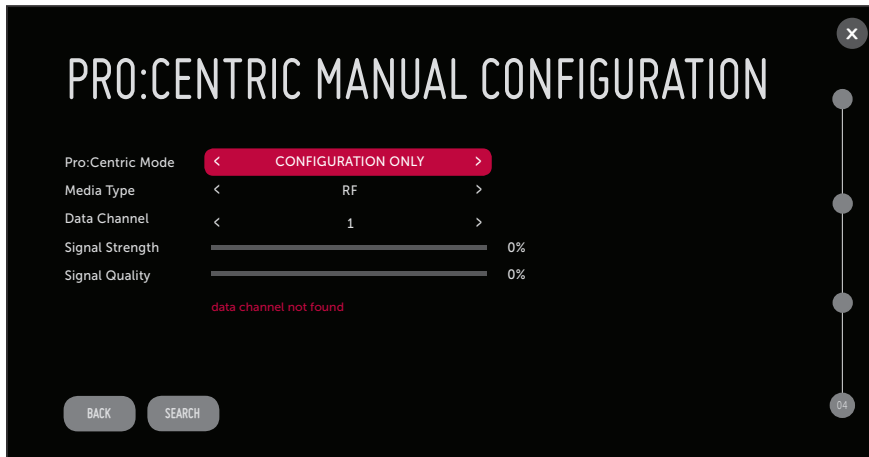 X
PRO:CENTRIC MANUAL CONFIGURATION
Pro:Centric Mode < CONFIGURATION ONLY >
Media Type < RF >
Data Channel < 1 >
Signal Strength 0%
Signal Quality 0%
data channel not found
BACK SEARCH 04